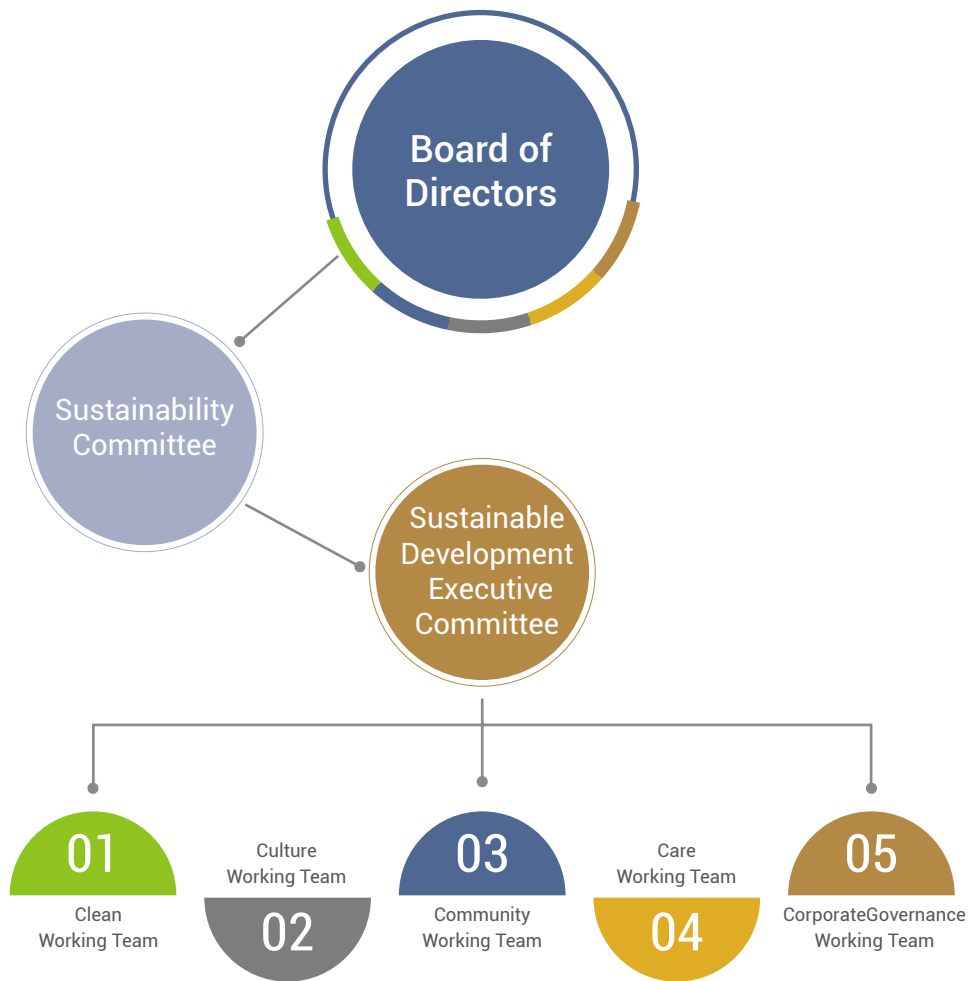 Board of
Directors
Sustainability
Committee
Sustainable
Development
Executive
Committee
01
Clean
Working Team
Culture
Working Team
02
03
Community
Working Team
Care
Working Team
04
05
CorporateGovernance
Working Team